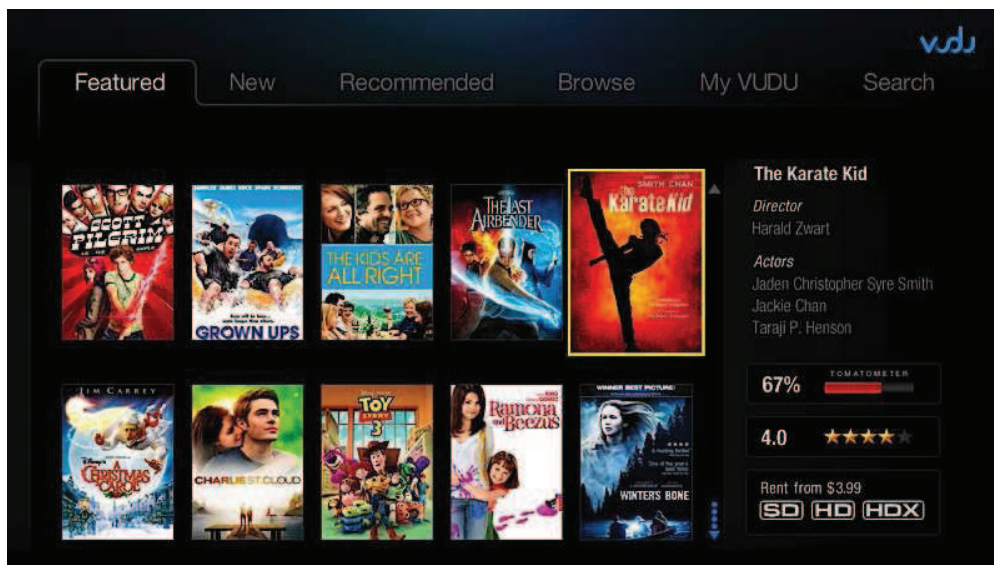 vudu
Featured New Recommended Browse My VUDU Search
SCOTT
PILGRIM
GROWN UPS
THE KIDS ARE
ALL RIGHT
THE LAST
AIRBENDER
SMITH CHAN
The
Karate Kid
The Karate Kid
Director
Harald Zwart
Actors
Jaden Christopher Syre Smith
Jackie Chan
Taraji P. Henson
TOMATOMETER
67%
4.0
Rent from $3.99
SD HD HDX
JIM CARREY
Disney's
A
CHRISTMAS
CAROL
CHARLIE ST. CLOUD
TOY
STORY
3
Ramona
and Beezus
WINNER BEST PICTURE
WINTER'S BONE